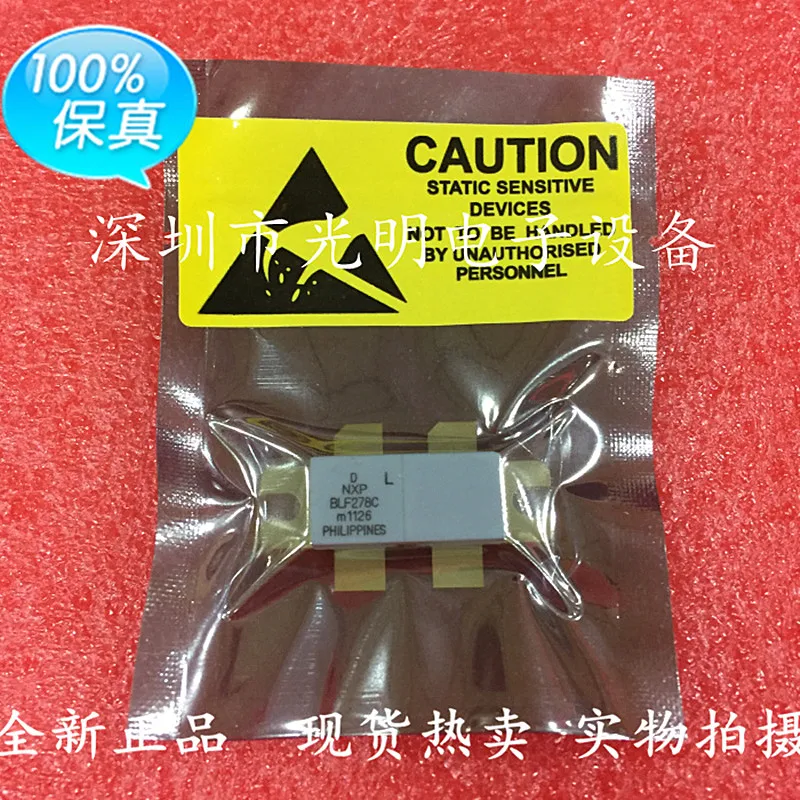 100%
保真
CAUTION
STATIC SENSITIVE
DEVICES
NOT TO BE HANDLED
BY UNAUTHORISED
PERSONNEL
深圳市光明电子设备
D L
NXP
BLF278C
m1126
PHILIPPINES
全新正品 现货热卖 实物拍摄